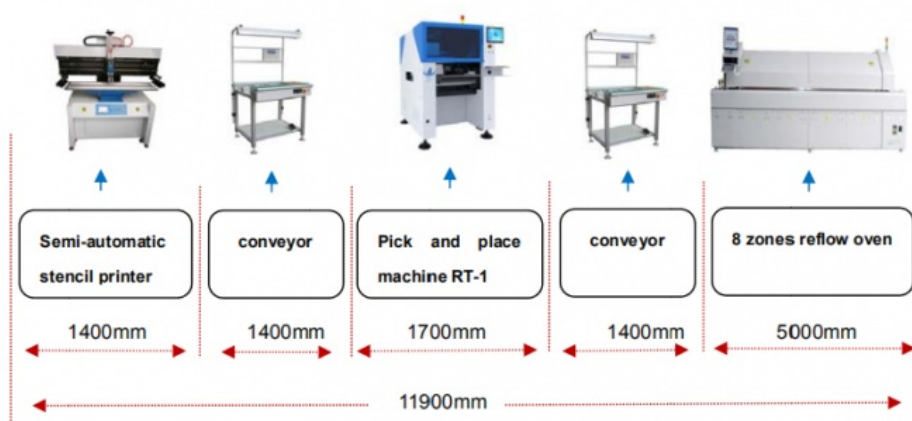 Semi-automatic
stencil printer
conveyor
Pick and place
machine RT-1
conveyor
8 zones reflow oven
1400mm
1400mm
1700mm
1400mm
5000mm
11900mm